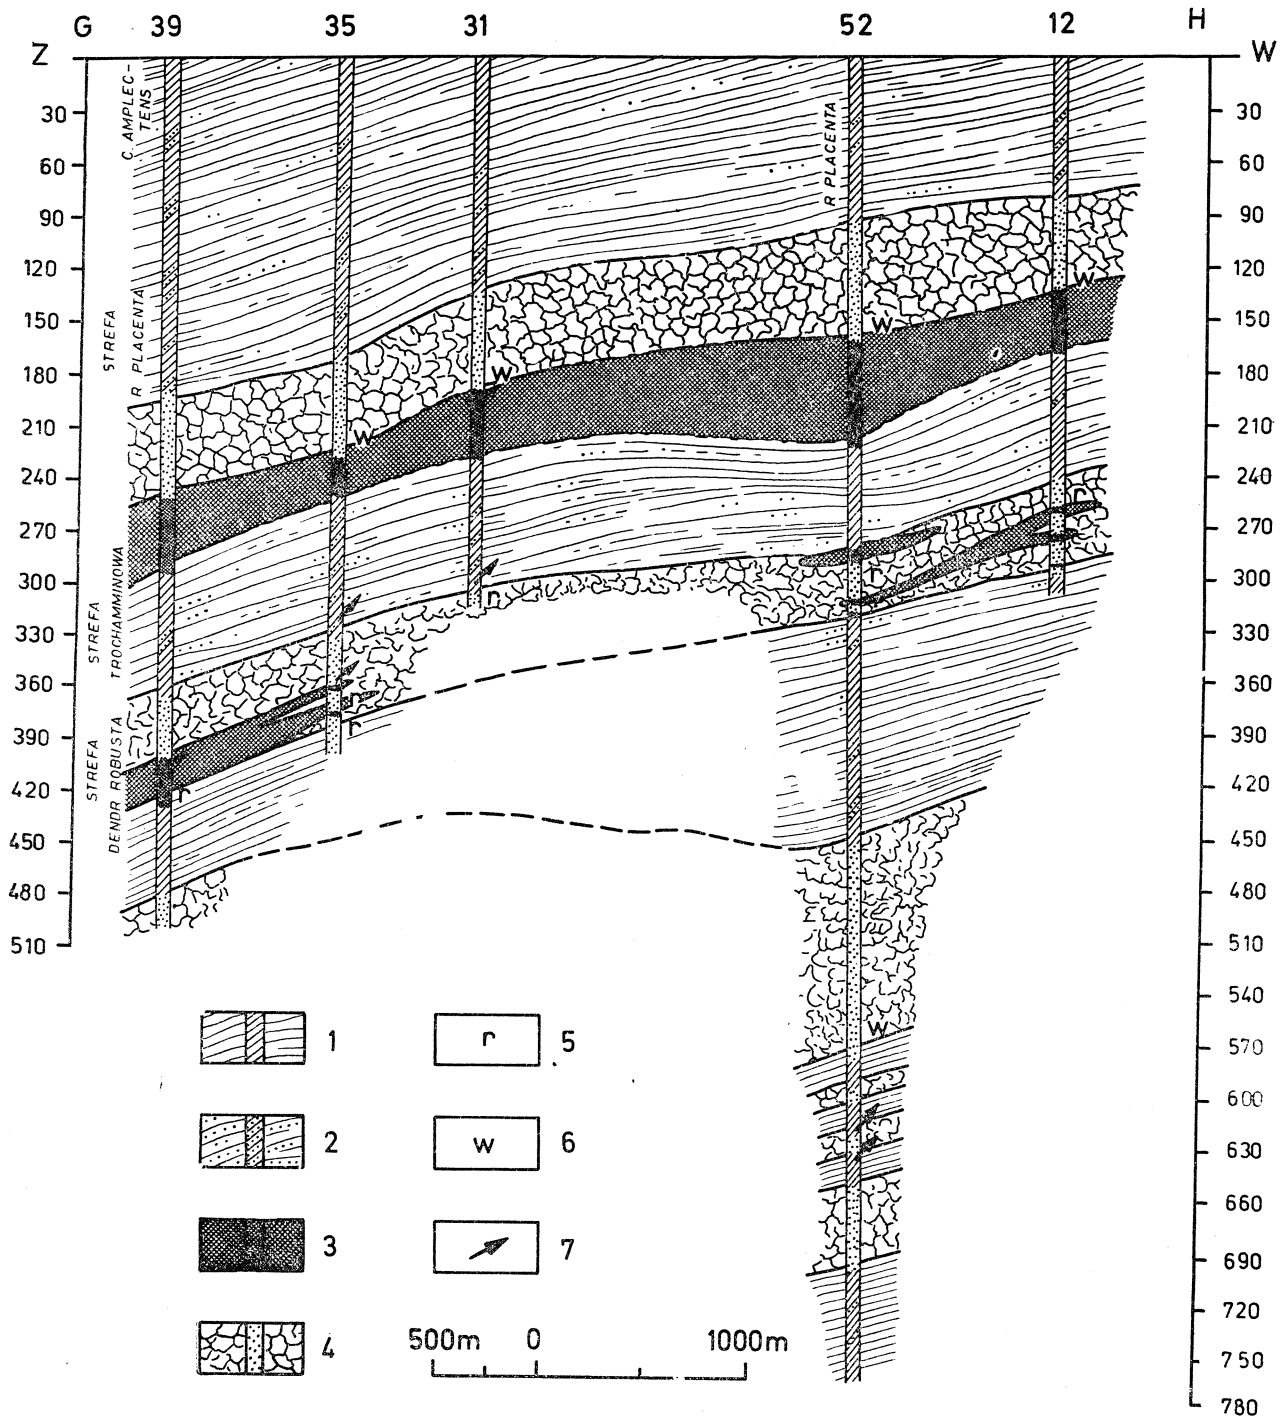 G 39 35 31 52 12 H
Z W
C. AMPLEC-
TENS
R PLACENTA
STREFA
R PLACENTA
STREFA
TROCHAMMINOWA
STREFA
DENDR ROBUSTA
30
60
90
120
150
180
210
240
270
300
330
360
390
420
450
480
510
30
60
90
120
150
180
210
240
270
300
330
360
390
420
450
480
510
540
570
600
630
660
690
720
750
780
w
w
w
w
r
r
r
r
r
r
w
1
2
3
4
r 5
w 6
7
500m 0 1000m